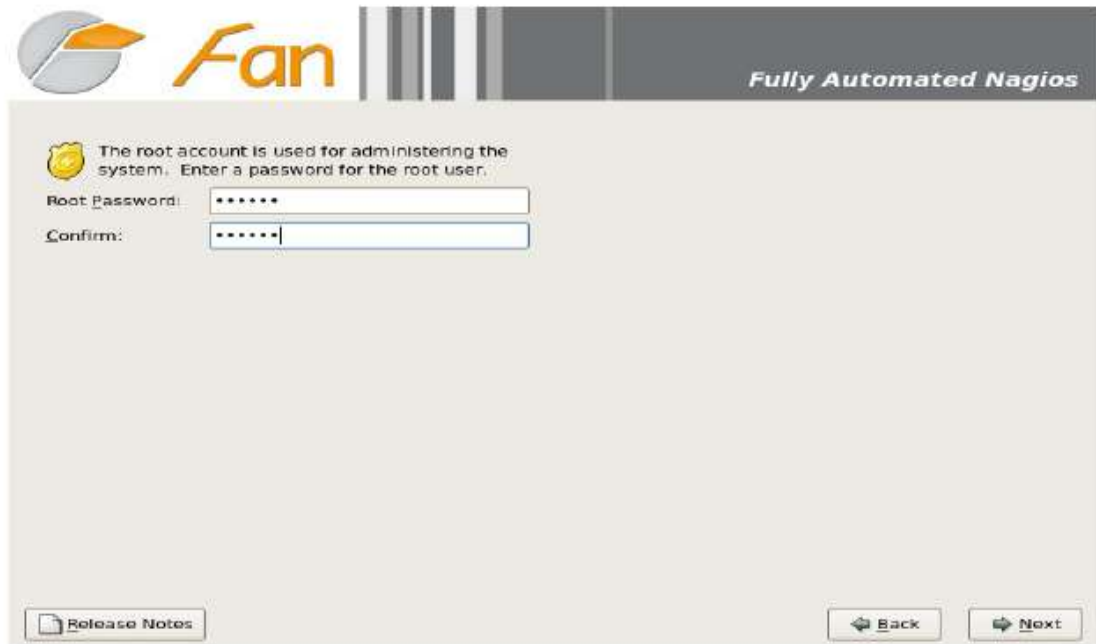 Fan
Fully Automated Nagios
The root account is used for administering the
system. Enter a password for the root user.
Root Password: ••••••
Confirm: ••••••
Release Notes
Back
Next